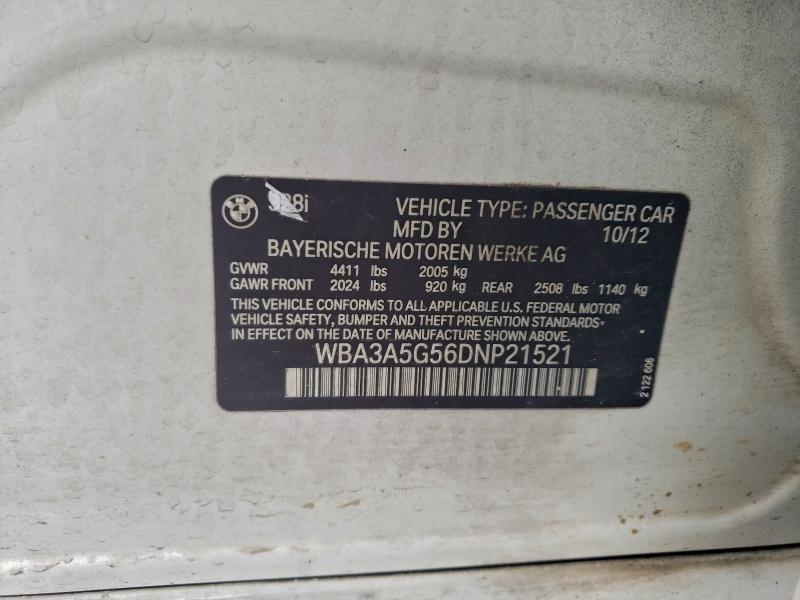 328i
VEHICLE TYPE: PASSENGER CAR
MFD BY 10/12
BAYERISCHE MOTOREN WERKE AG
GVWR 4411 lbs 2005 kg
GAWR FRONT 2024 lbs 920 kg REAR 2508 lbs 1140 kg
THIS VEHICLE CONFORMS TO ALL APPLICABLE U.S. FEDERAL MOTOR
VEHICLE SAFETY, BUMPER AND THEFT PREVENTION STANDARDS*
IN EFFECT ON THE DATE OF MANUFACTURE SHOWN ABOVE.
WBA3A5G56DNP21521
2 122 606